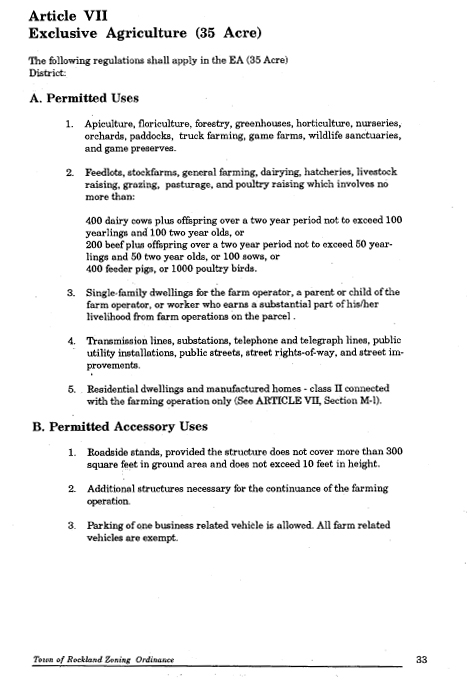 Article VII
Exclusive Agriculture (35 Acre)
The following regulations shall apply in the EA (35 Acre)
District:
A. Permitted Uses
1. Apiculture, floriculture, forestry, greenhouses, horticulture, nurseries,
orchards, paddocks, truck farming, game farms, wildlife sanctuaries,
and game preserves.
2. Feedlots, stockfarms, general farming, dairying, hatcheries, livestock
raising, grazing, pasturage, and poultry raising which involves no
more than:
400 dairy cows plus offspring over a two year period not to exceed 100
yearlings and 100 two year olds, or
200 beef plus offspring over a two year period not to exceed 50 year-
lings and 50 two year olds, or 100 sows, or
400 feeder pigs, or 1000 poultry birds.
3. Single-family dwellings for the farm operator, a parent or child of the
farm operator, or worker who earns a substantial part of his/her
livelihood from farm operations on the parcel .
4. Transmission lines, substations, telephone and telegraph lines, public
utility installations, public streets, street rights-of-way, and street im-
provements.
5. Residential dwellings and manufactured homes - class II connected
with the farming operation only (See ARTICLE VII, Section M-1).
B. Permitted Accessory Uses
1. Roadside stands, provided the structure does not cover more than 300
square feet in ground area and does not exceed 10 feet in height.
2. Additional structures necessary for the continuance of the farming
operation.
3. Parking of one business related vehicle is allowed. All farm related
vehicles are exempt.
Town of Rockland Zoning Ordinance 33